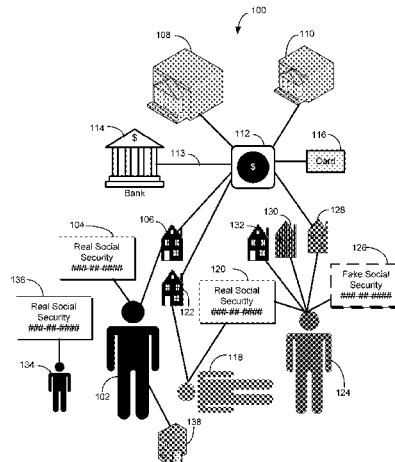 100
108
110
114
$
112
116
113
$
Card
Bank
104
106
132
130
128
126
Real Social
Security
###-##-####
120
Fake Social
Security
###-##-####
136
Real Social
Security
###-##-####
Real Social
Security
###-##-####
122
134
118
102
124
138